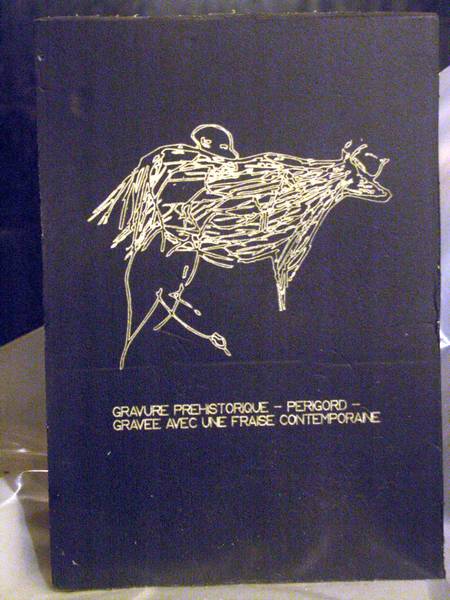 GRAVURE PREHISTORIQUE – PERIGORD –
GRAVEE AVEC UNE FRAISE CONTEMPORAINE